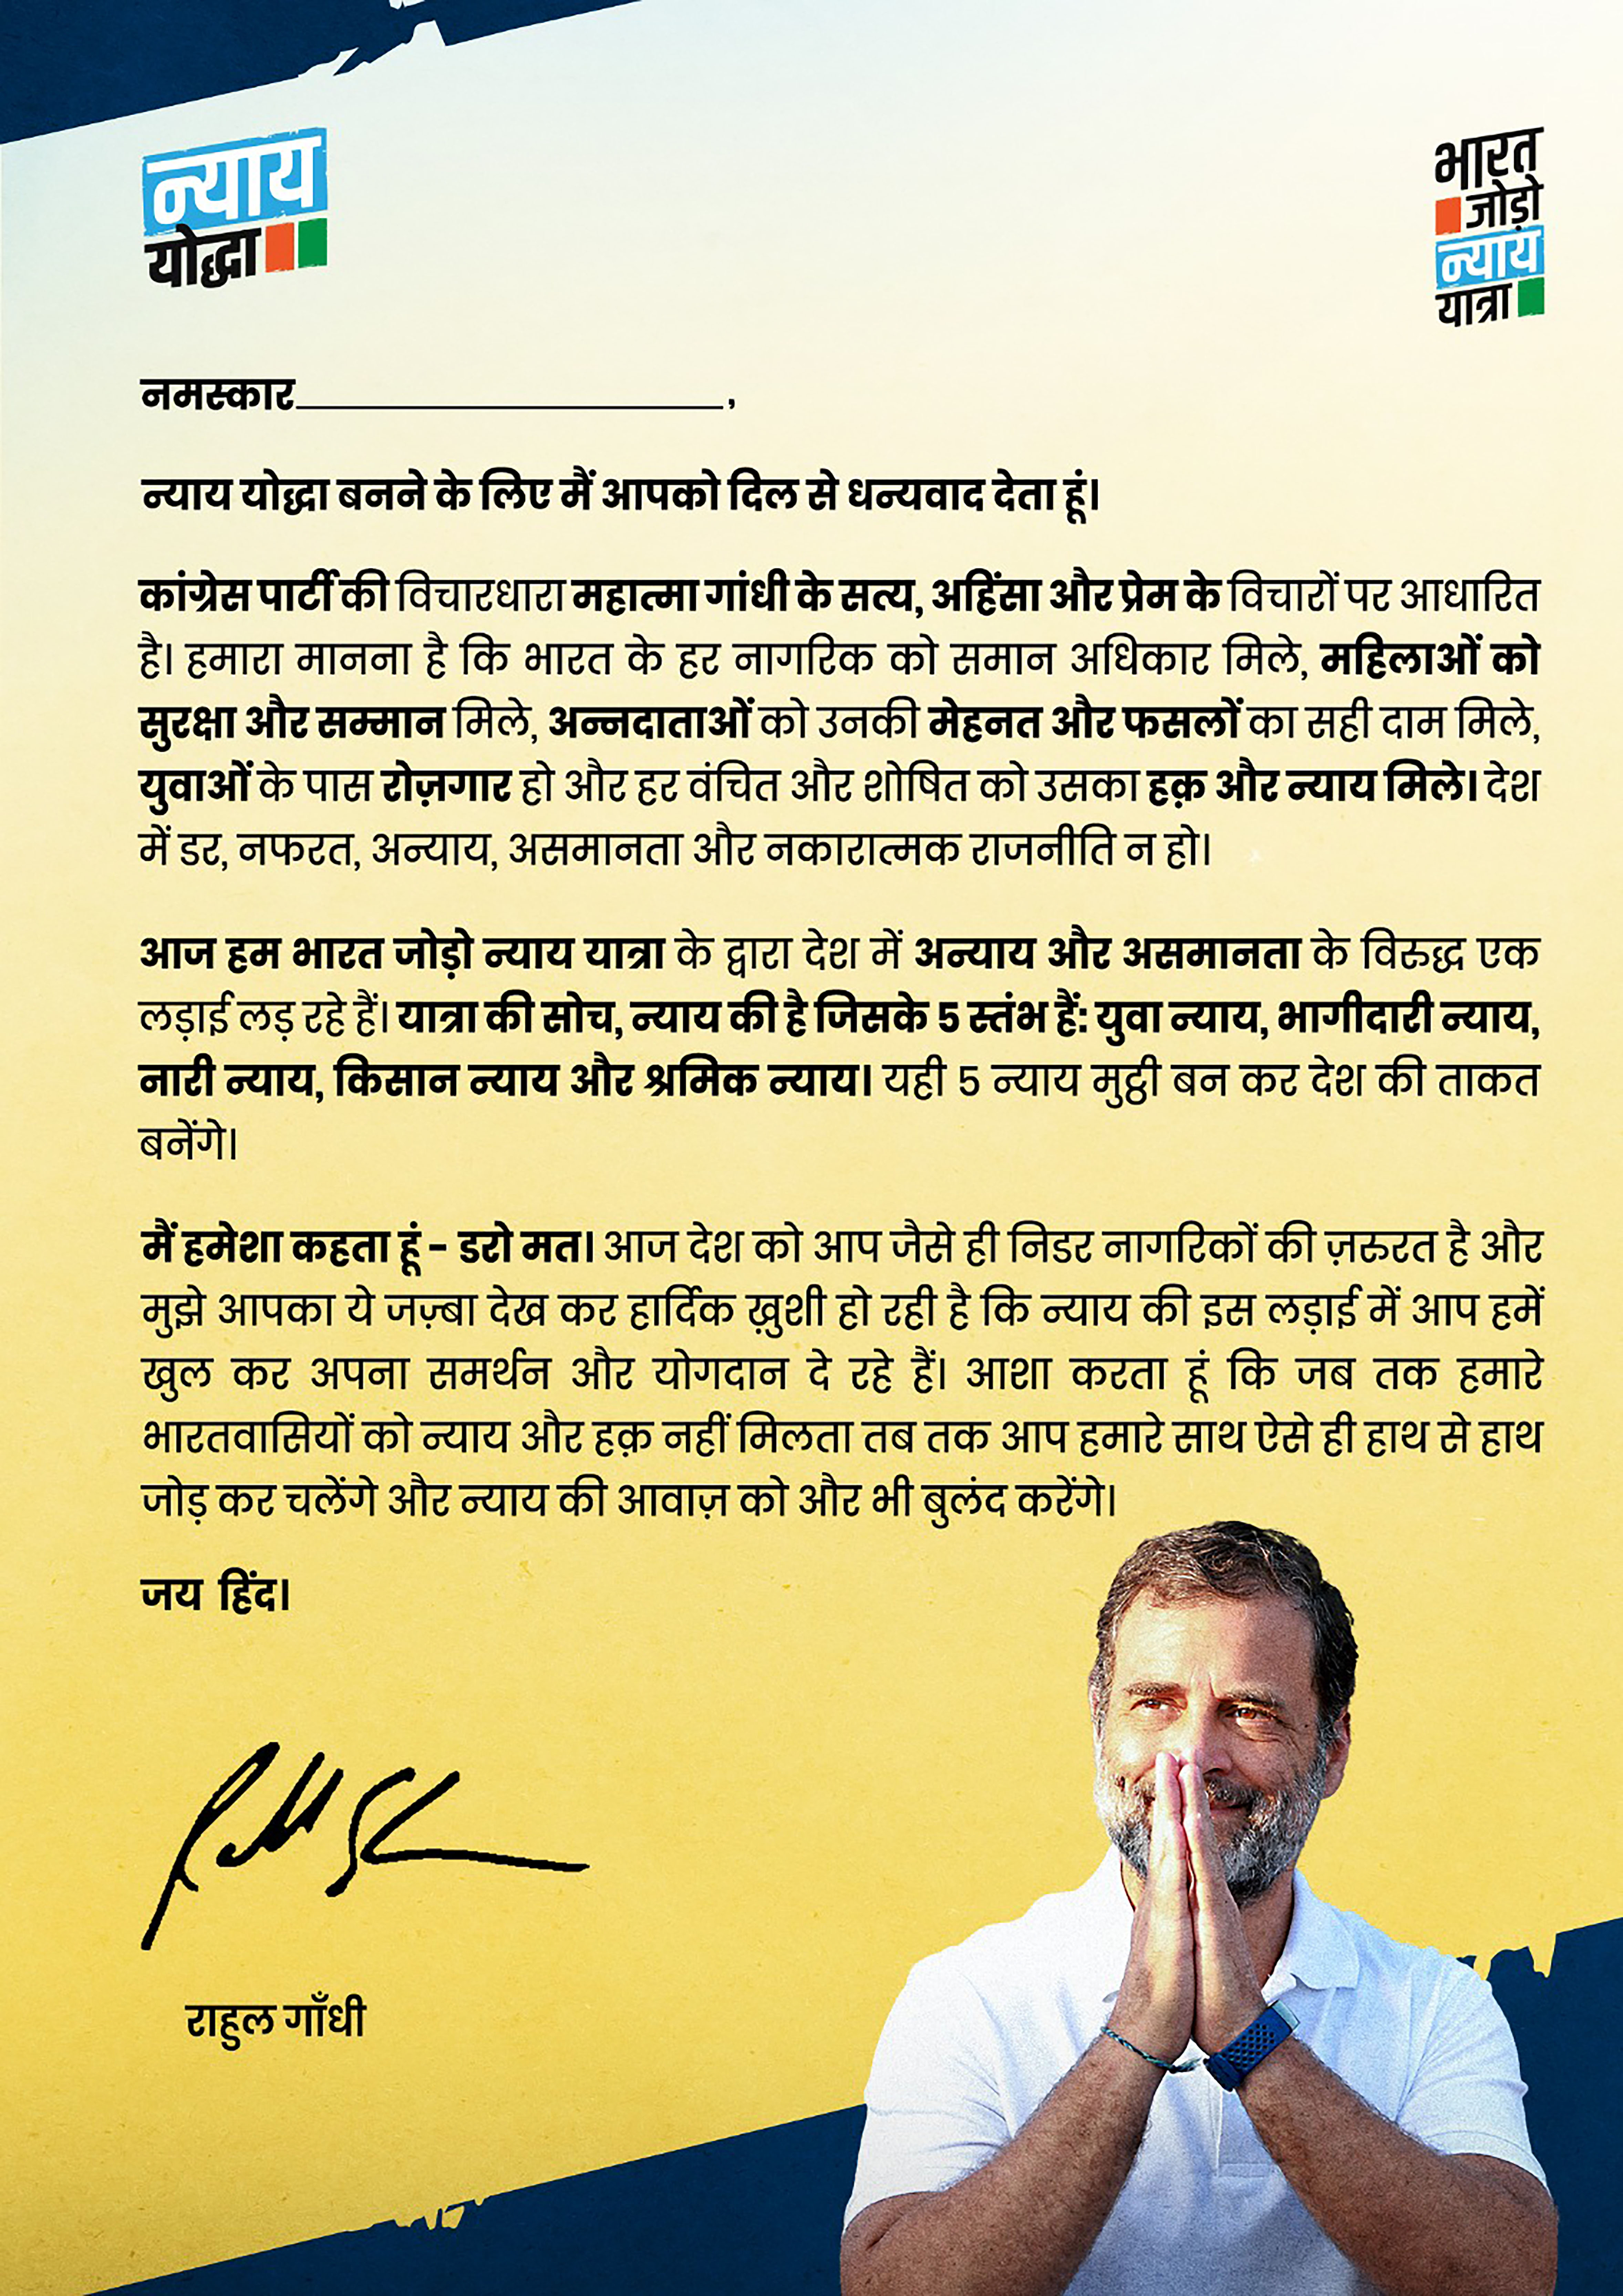 न्याय
योद्धा
भारत
जोड़ो
न्याय
यात्रा
नमस्कार____________________,
न्याय योद्धा बनने के लिए मैं आपको दिल से धन्यवाद देता हूं।
कांग्रेस पार्टी की विचारधारा महात्मा गांधी के सत्य, अहिंसा और प्रेम के विचारों पर आधारित
है। हमारा मानना है कि भारत के हर नागरिक को समान अधिकार मिले, महिलाओं को
सुरक्षा और सम्मान मिले, अन्नदाताओं को उनकी मेहनत और फसलों का सही दाम मिले,
युवाओं के पास रोज़गार हो और हर वंचित और शोषित को उसका हक़ और न्याय मिले। देश
में डर, नफरत, अन्याय, असमानता और नकारात्मक राजनीति न हो।
आज हम भारत जोड़ो न्याय यात्रा के द्वारा देश में अन्याय और असमानता के विरुद्ध एक
लड़ाई लड़ रहे हैं। यात्रा की सोच, न्याय की है जिसके 5 स्तंभ हैं: युवा न्याय, भागीदारी न्याय,
नारी न्याय, किसान न्याय और श्रमिक न्याय। यही 5 न्याय मुट्ठी बन कर देश की ताकत
बनेंगे।
मैं हमेशा कहता हूं - डरो मत। आज देश को आप जैसे ही निडर नागरिकों की ज़रुरत है और
मुझे आपका ये जज़्बा देख कर हार्दिक ख़ुशी हो रही है कि न्याय की इस लड़ाई में आप हमें
खुल कर अपना समर्थन और योगदान दे रहे हैं। आशा करता हूं कि जब तक हमारे
भारतवासियों को न्याय और हक़ नहीं मिलता तब तक आप हमारे साथ ऐसे ही हाथ से हाथ
जोड़ कर चलेंगे और न्याय की आवाज़ को और भी बुलंद करेंगे।
जय हिंद।
राहुल गाँधी